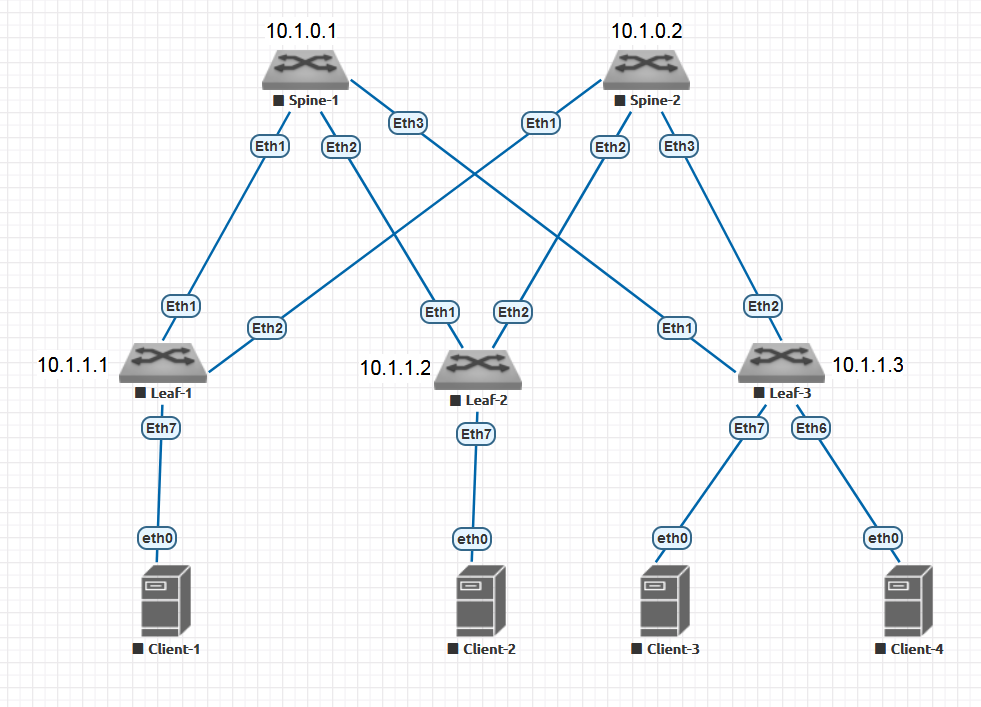 10.1.0.1
10.1.0.2
Spine-1
Spine-2
Eth3
Eth1
Eth1
Eth2
Eth2
Eth3
Eth1
Eth2
Eth1
Eth2
Eth1
Eth2
10.1.1.1
10.1.1.2
10.1.1.3
Leaf-1
Leaf-2
Leaf-3
Eth7
Eth7
Eth7
Eth6
eth0
eth0
eth0
eth0
Client-1
Client-2
Client-3
Client-4